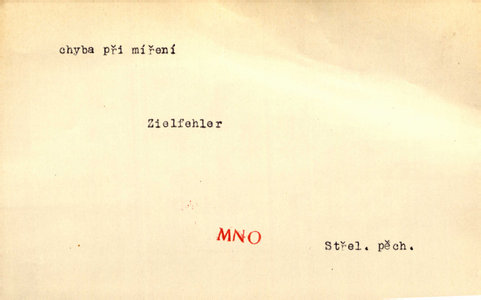 chyba při míření
Zielfehler
MNO
Střel. pěch.